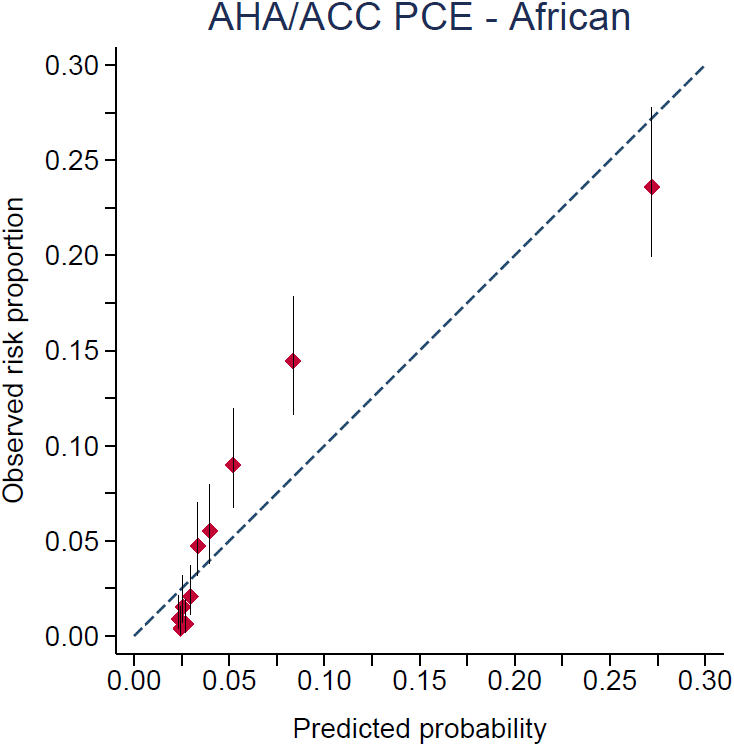 AHA/ACC PCE - African
Observed risk proportion
0.30
0.25
0.20
0.15
0.10
0.05
0.00
0.00 0.05 0.10 0.15 0.20 0.25 0.30
Predicted probability